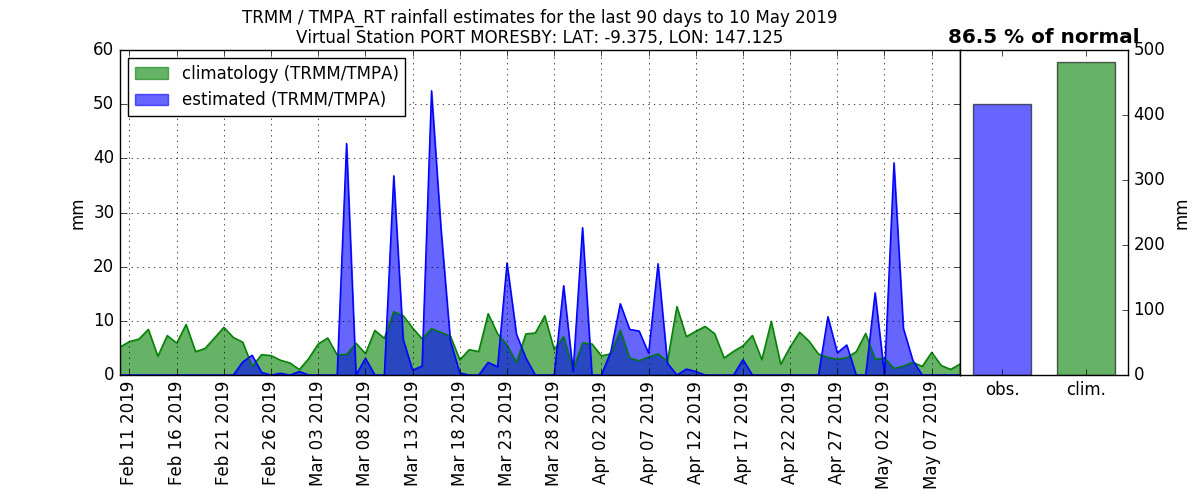 TRMM / TMPA_RT rainfall estimates for the last 90 days to 10 May 2019
Virtual Station PORT MORESBY: LAT: -9.375, LON: 147.125
86.5 % of normal
climatology (TRMM/TMPA)
estimated (TRMM/TMPA)
mm
60
50
40
30
20
10
0
Feb 11 2019
Feb 16 2019
Feb 21 2019
Feb 26 2019
Mar 03 2019
Mar 08 2019
Mar 13 2019
Mar 18 2019
Mar 23 2019
Mar 28 2019
Apr 02 2019
Apr 07 2019
Apr 12 2019
Apr 17 2019
Apr 22 2019
Apr 27 2019
May 02 2019
May 07 2019
obs.
clim.
500
400
300
200
100
0
mm